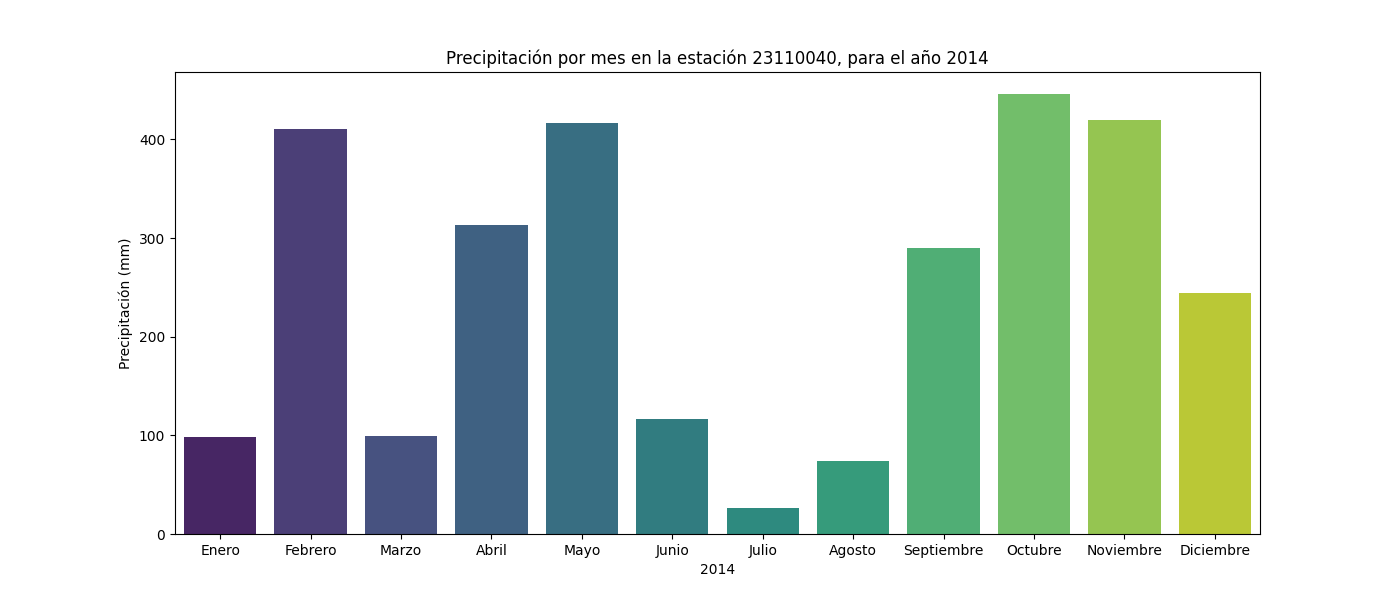 Precipitación por mes en la estación 23110040, para el año 2014
Precipitación (mm)
400
300
200
100
0
Enero Febrero Marzo Abril Mayo Junio Julio Agosto Septiembre Octubre Noviembre Diciembre
2014